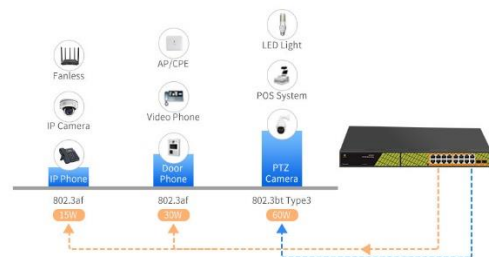 LED Light
AP/CPE
Fanless
POS System
Video Phone
IP Camera
IP Phone
Door
Phone
PTZ
Camera
802.3af
802.3af
802.3bt Type3
15W
30W
60W